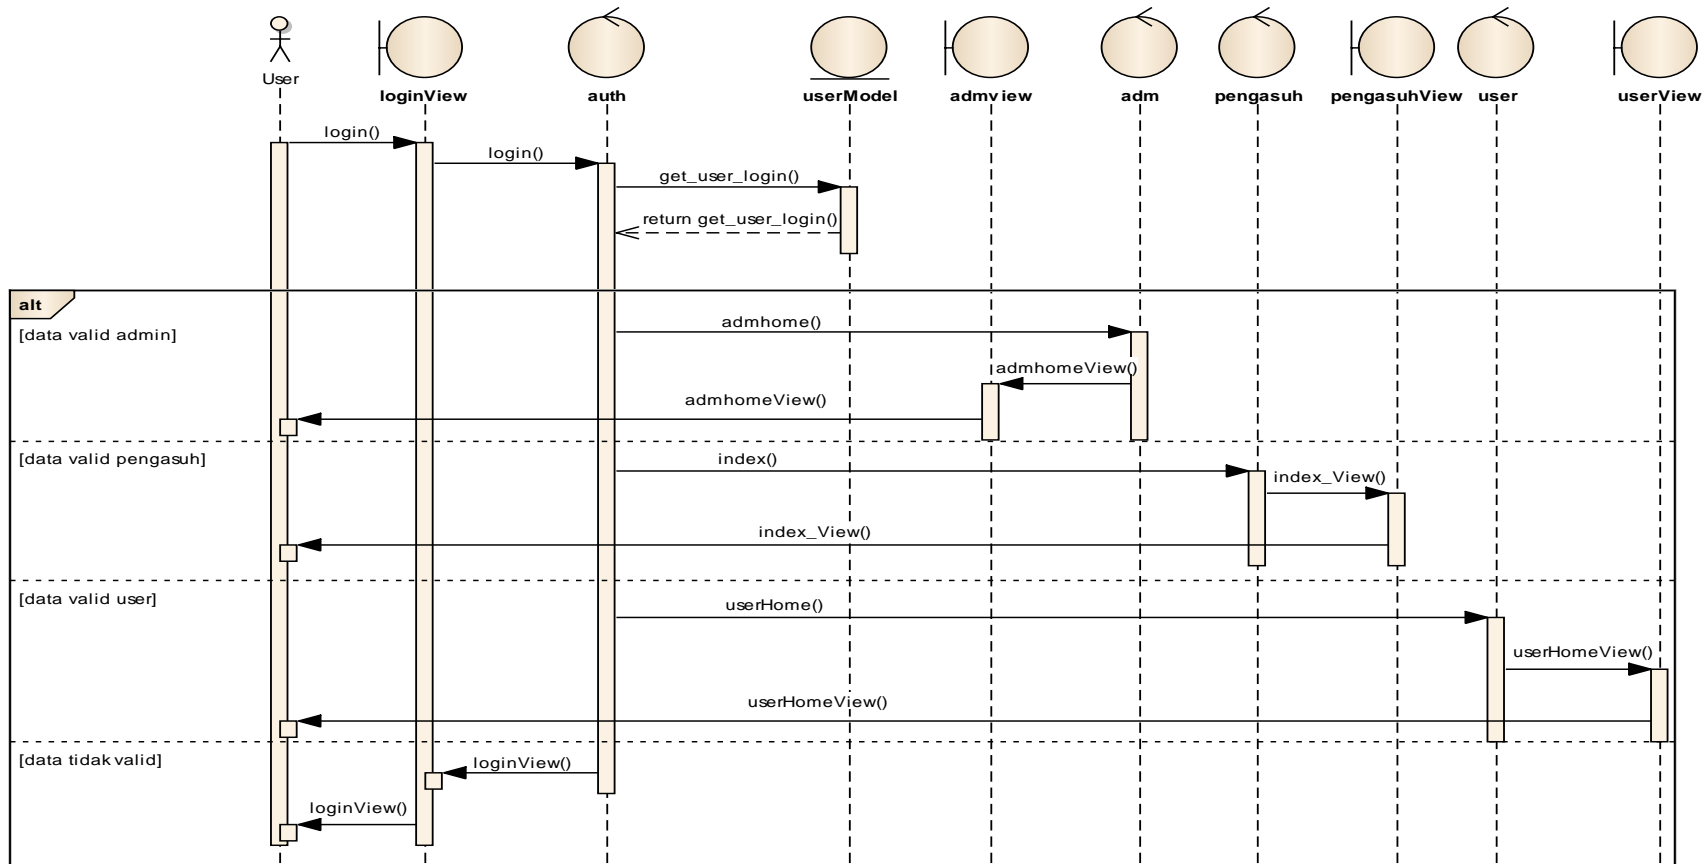 User
loginView
auth
userModel
admview
adm
pengasuh
pengasuhView
user
userView
login()
login()
get_user_login()
return get_user_login()
alt
[data valid admin]
admhome()
admhomeView()
admhomeView()
[data valid pengasuh]
index()
index_View()
index_View()
[data valid user]
userHome()
userHomeView()
userHomeView()
[data tidak valid]
loginView()
loginView()